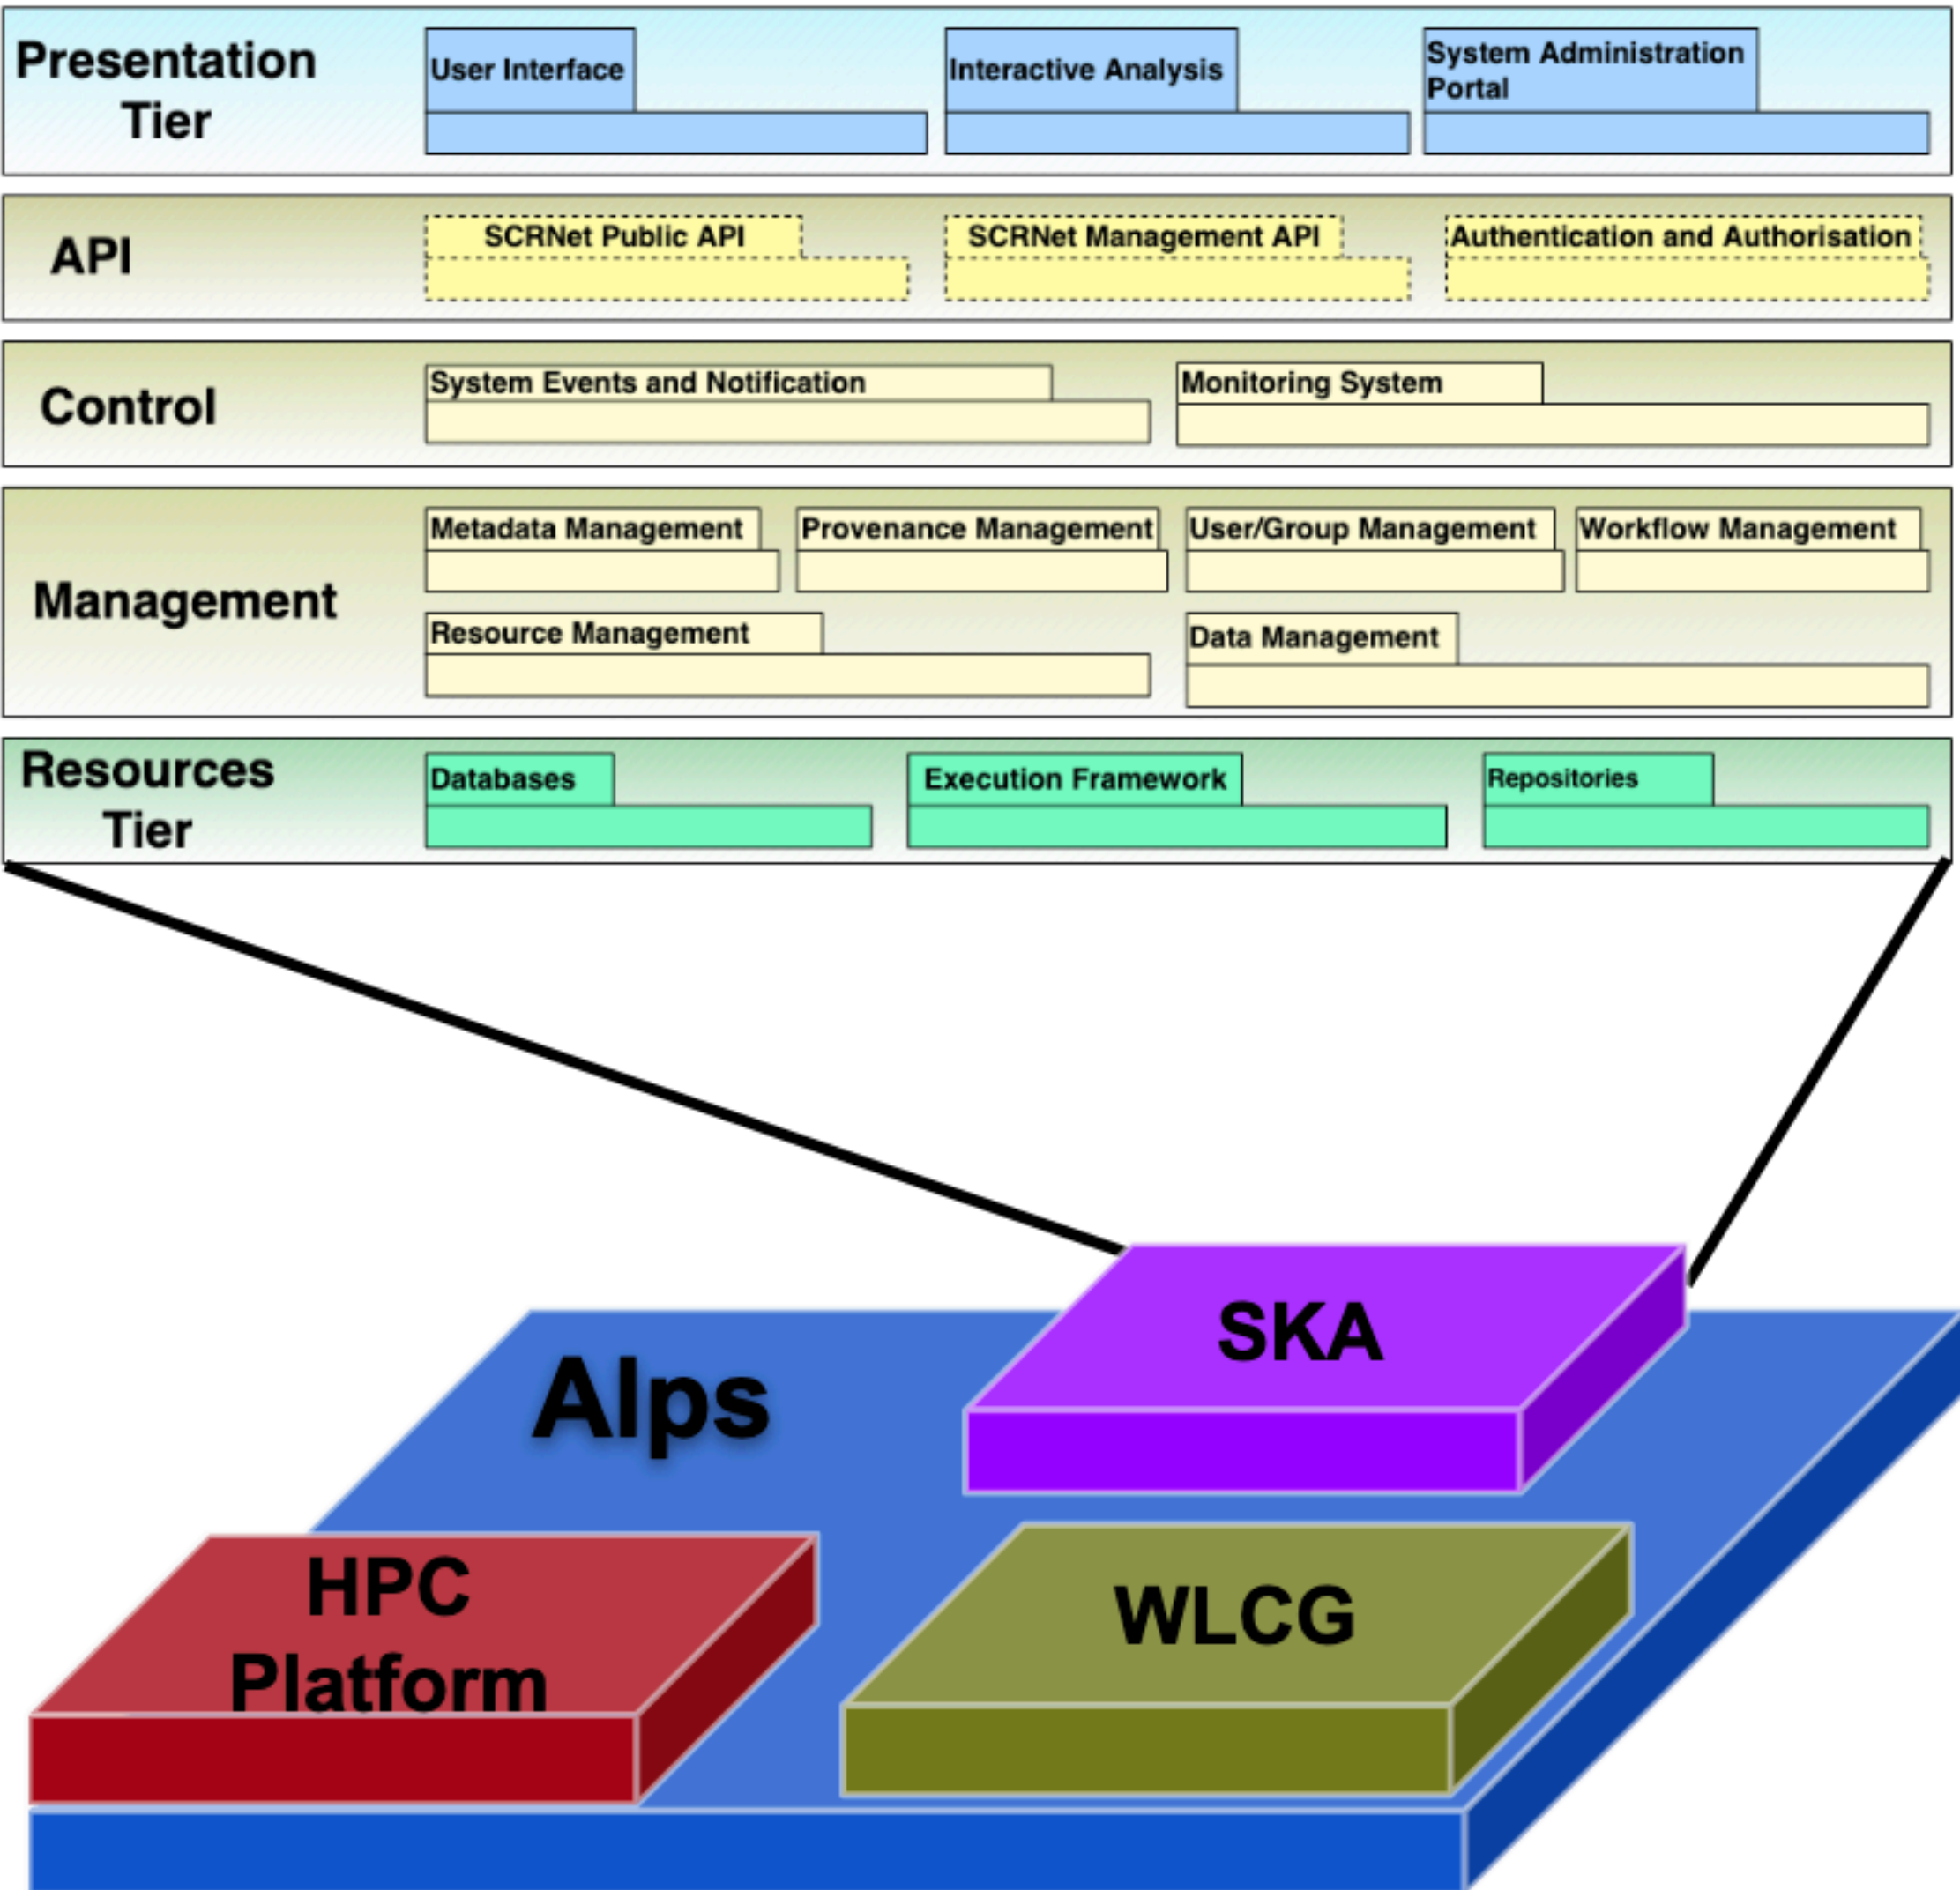 Presentation
Tier
User Interface
Interactive Analysis
System Administration
Portal
API
SCRNet Public API
SCRNet Management API
Authentication and Authorisation
Control
System Events and Notification
Monitoring System
Management
Metadata Management
Provenance Management
User/Group Management
Workflow Management
Resource Management
Data Management
Resources
Tier
Databases
Execution Framework
Repositories
SKA
Alps
HPC
Platform
WLCG